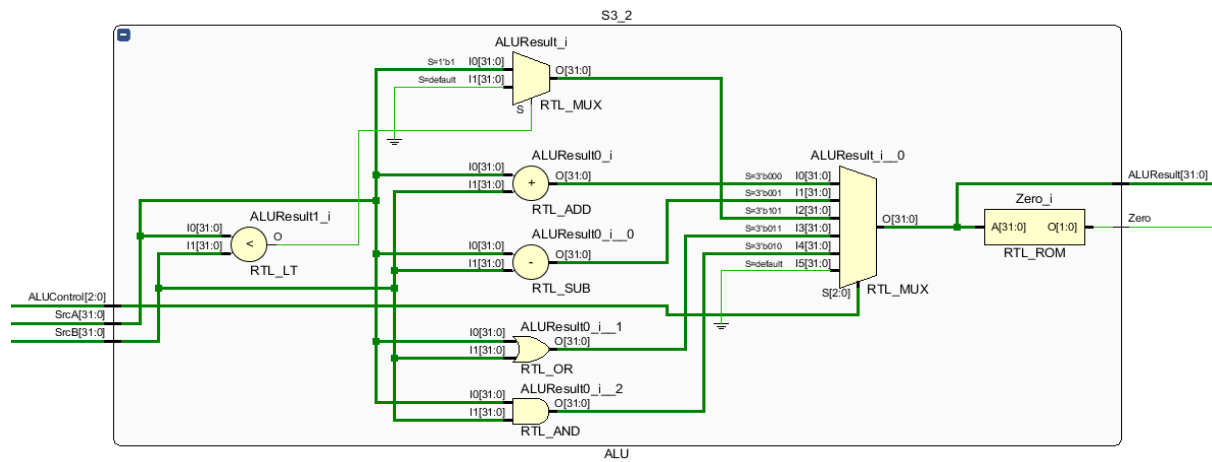 S3_2
ALUResult_i
S=1'b1 I0[31:0]
S=default I1[31:0]
O[31:0]
S
RTL_MUX
ALUResult0_i
I0[31:0]
I1[31:0]
+
O[31:0]
RTL_ADD
ALUResult1_i
I0[31:0]
I1[31:0]
<
O
RTL_LT
ALUResult0_i__0
I0[31:0]
I1[31:0]
-
O[31:0]
RTL_SUB
ALUResult_i__0
S=3'b000 I0[31:0]
S=3'b001 I1[31:0]
S=3'b101 I2[31:0]
S=3'b011 I3[31:0]
S=3'b010 I4[31:0]
S=default I5[31:0]
S[2:0]
O[31:0]
RTL_MUX
Zero_i
A[31:0] O[1:0]
RTL_ROM
ALUResult[31:0]
Zero
ALUControl[2:0]
SrcA[31:0]
SrcB[31:0]
ALUResult0_i__1
I0[31:0]
I1[31:0]
O[31:0]
RTL_OR
ALUResult0_i__2
I0[31:0]
I1[31:0]
O[31:0]
RTL_AND
ALU